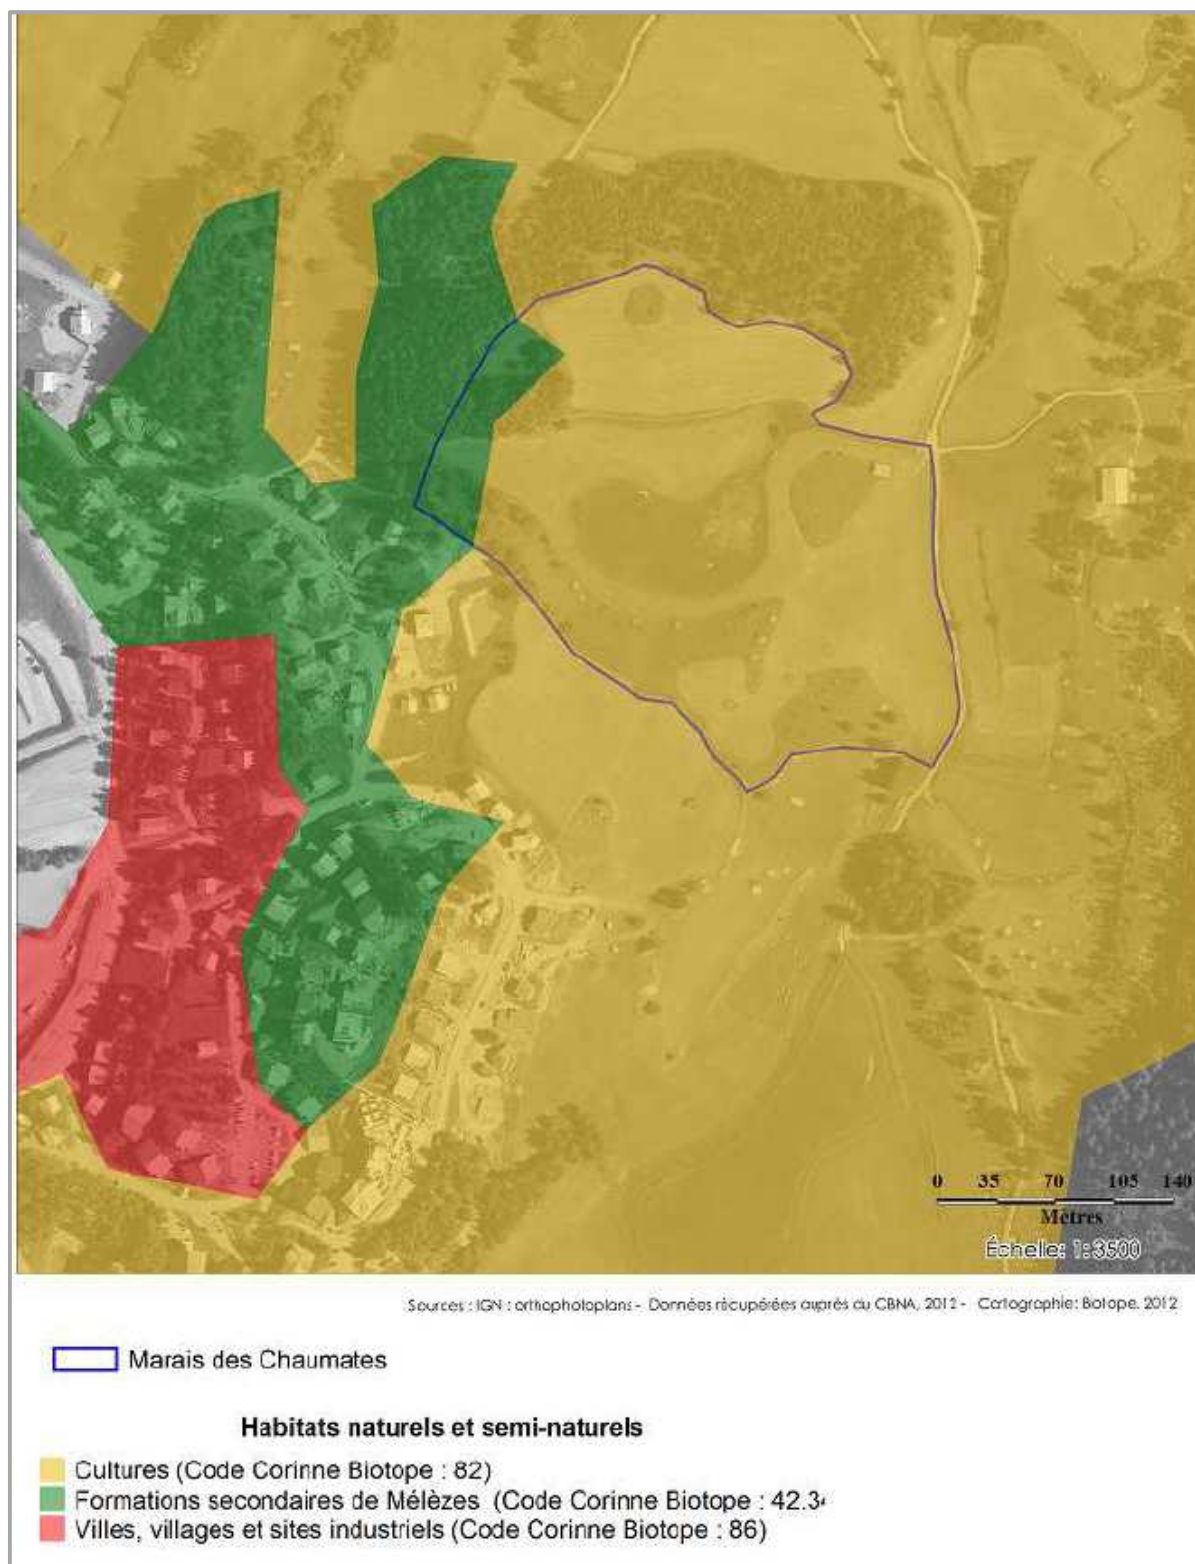 0 35 70 105 140
Mètres
Échelle: 1: 3500
Sources : IGN : orthophotoplans - Données récupérées auprès du CBNA, 2012 - Cartographie: Biotope, 2012
Marais des Chaumates
Habitats naturels et semi-naturels
Cultures (Code Corinne Biotope : 82)
Formations secondaires de Mélèzes (Code Corinne Biotope : 42.34
Villes, villages et sites industriels (Code Corinne Biotope : 86)